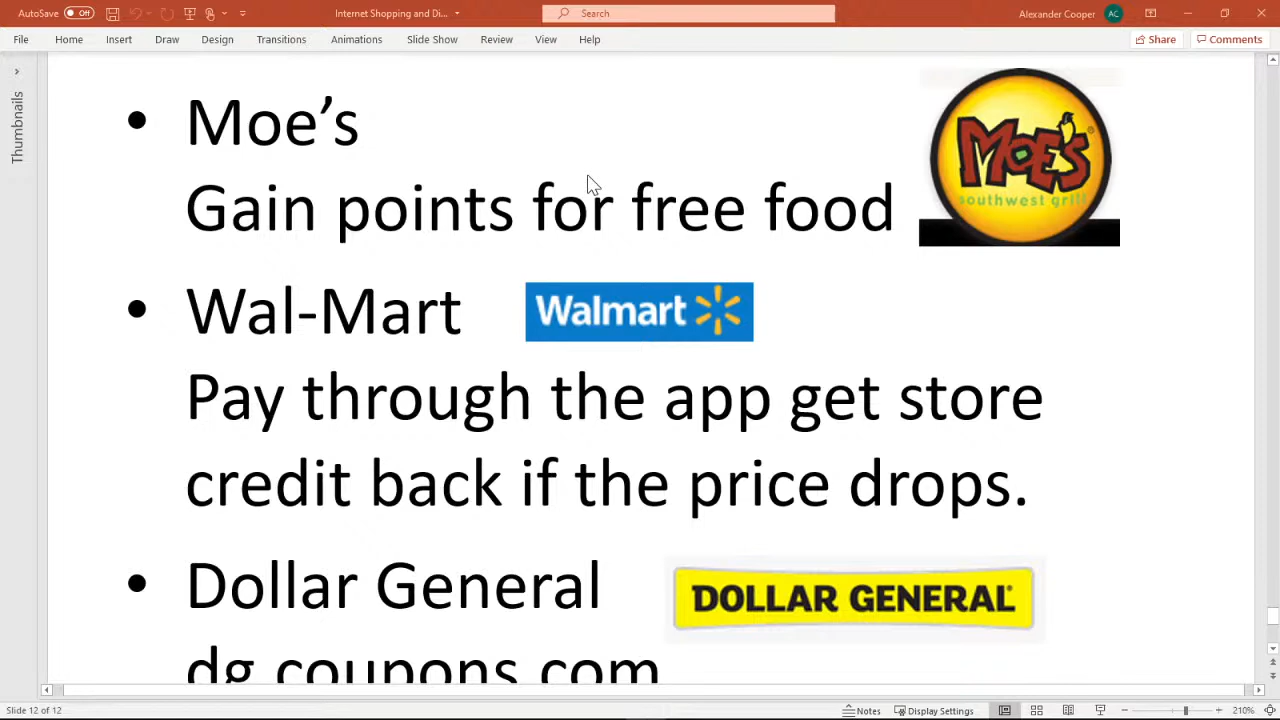 AutoSave Off Internet Shopping and Di... Search Alexander Cooper AC
File Home Insert Draw Design Transitions Animations Slide Show Review View Help Share Comments
Thumbnails
• Moe's
Gain points for free food
MOE'S
southwest grill
• Wal-Mart
Walmart
Pay through the app get store
credit back if the price drops.
• Dollar General
DOLLAR GENERAL®
dg coupons com
Slide 12 of 12 Notes Display Settings 210%